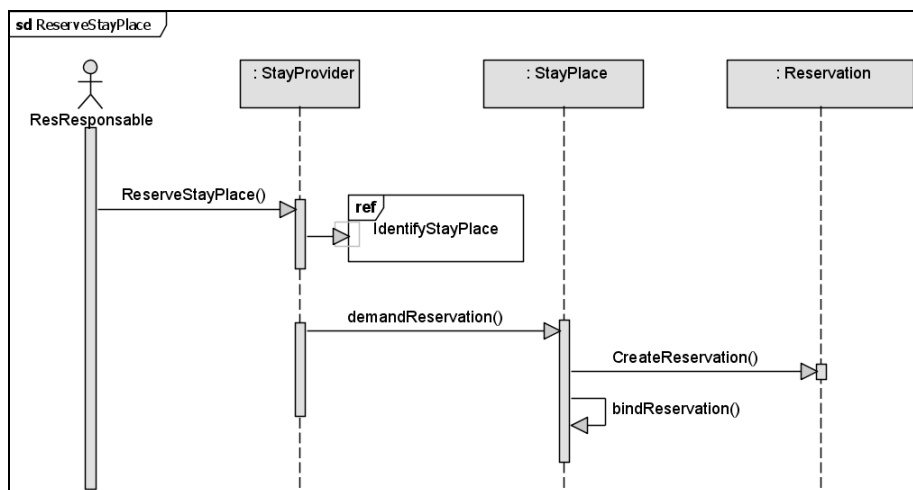 sd ReserveStayPlace
: StayProvider
: StayPlace
: Reservation
ResResponsable
ReserveStayPlace()
ref
IdentifyStayPlace
demandReservation()
CreateReservation()
bindReservation()